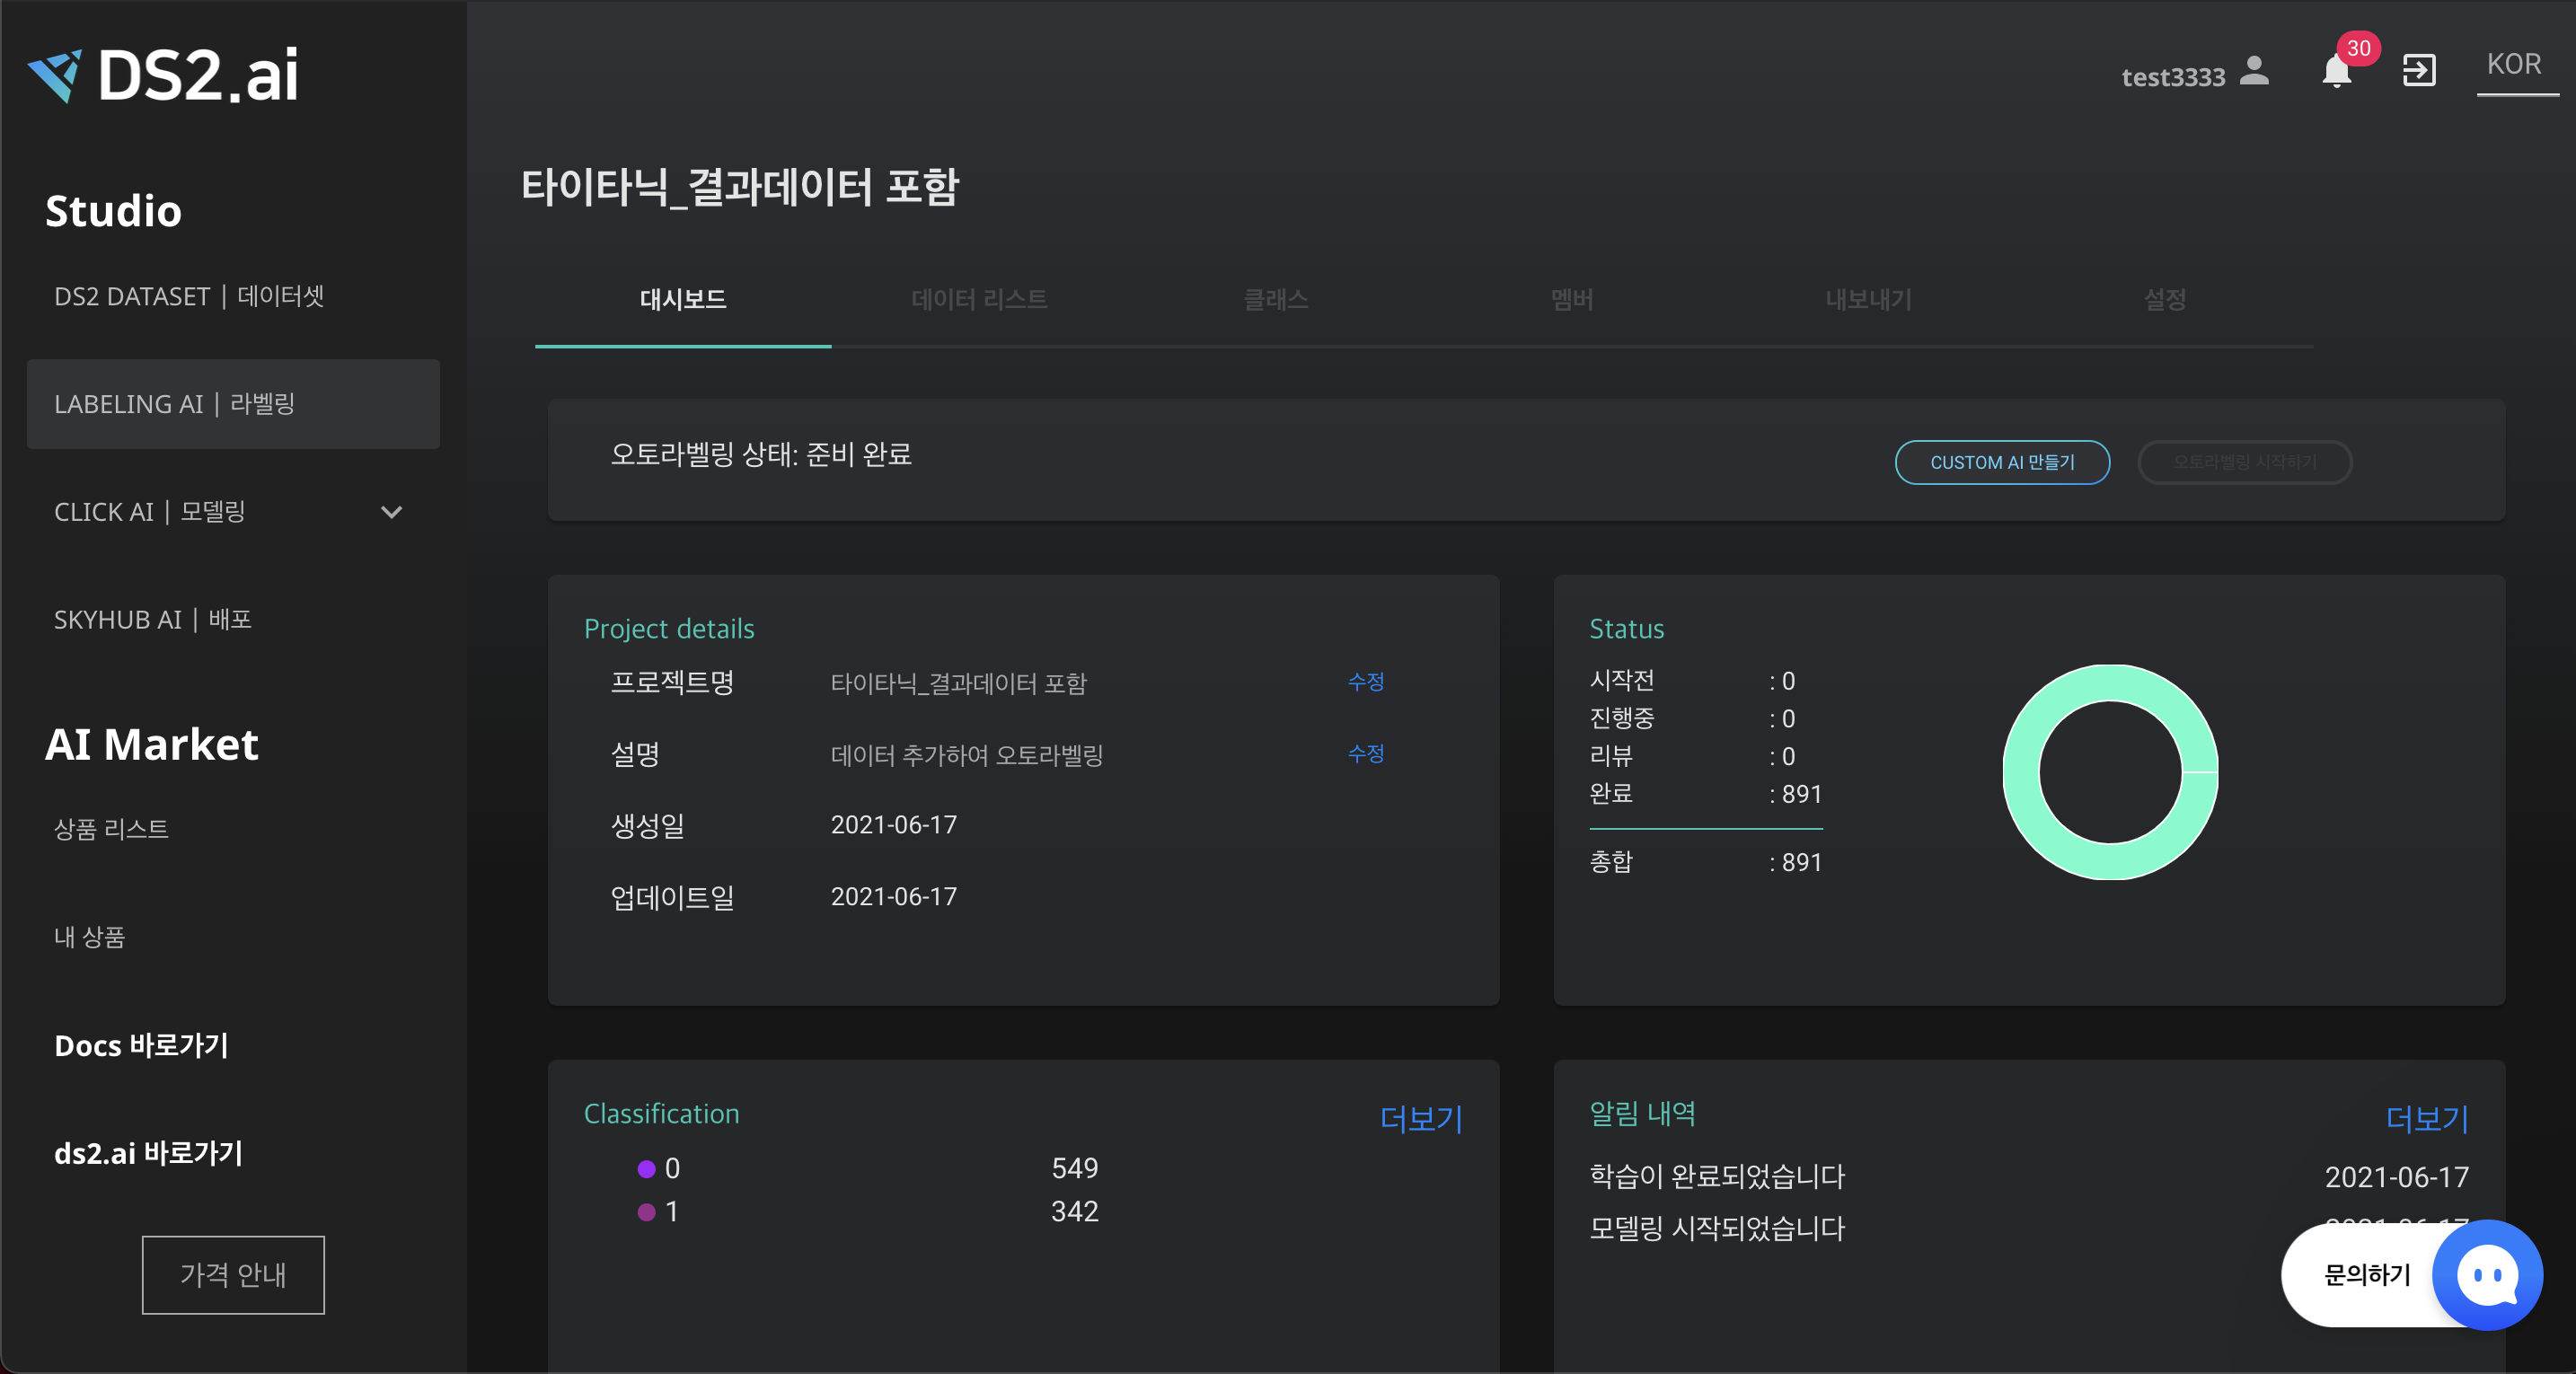 DS2.ai
test3333
30
KOR
Studio
DS2 DATASET | 데이터셋
LABELING AI | 라벨링
CLICK AI | 모델링
SKYHUB AI | 배포
AI Market
상품 리스트
내 상품
Docs 바로가기
ds2.ai 바로가기
가격 안내
타이타닉_결과데이터 포함
대시보드
데이터 리스트
클래스
멤버
내보내기
설정
오토라벨링 상태: 준비 완료
CUSTOM AI 만들기
오토라벨링 시작하기
Project details
프로젝트명 타이타닉_결과데이터 포함 수정
설명 데이터 추가하여 오토라벨링 수정
생성일 2021-06-17
업데이트일 2021-06-17
Status
시작전 : 0
진행중 : 0
리뷰 : 0
완료 : 891
종합 : 891
Classification 더보기
0 549
1 342
알림 내역 더보기
학습이 완료되었습니다 2021-06-17
모델링 시작되었습니다 2021-06-17
문의하기